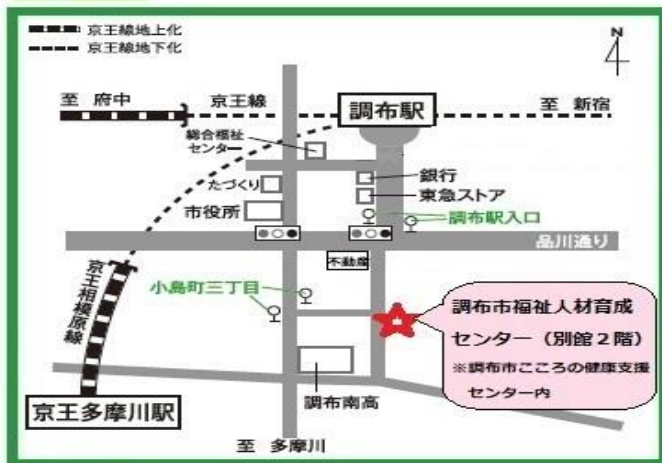 京王線地上化
京王線地下化
N
至 府中
京王線
調布駅
至 新宿
総合福祉
センター
銀行
たづくり
東急ストア
市役所
調布駅入口
品川通り
不動産
小島町三丁目
京王相模原線
調布市福祉人材育成
センター（別館２階）
※調布市こころの健康支援
センター内
調布南高
京王多摩川駅
至 多摩川